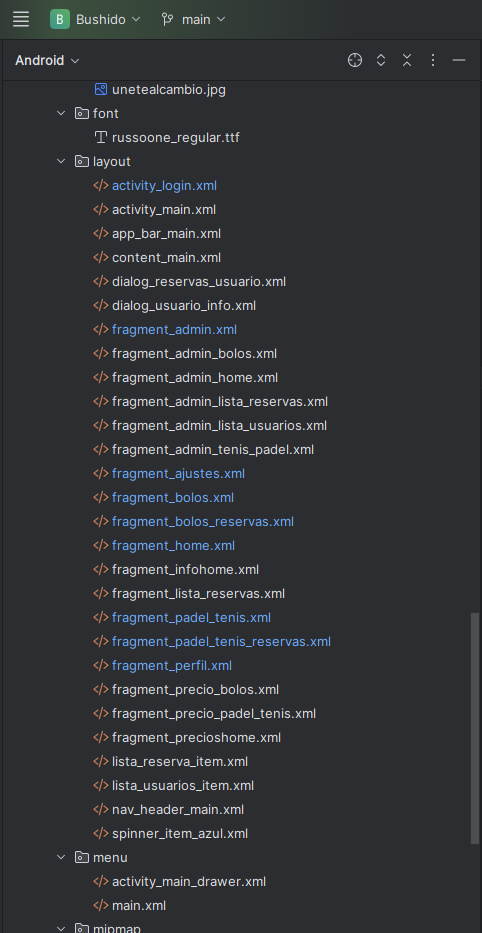 B Bushido main
Android
unetealcambio.jpg
font
russoone_regular.ttf
layout
activity_login.xml
activity_main.xml
app_bar_main.xml
content_main.xml
dialog_reservas_usuario.xml
dialog_usuario_info.xml
fragment_admin.xml
fragment_admin_bolos.xml
fragment_admin_home.xml
fragment_admin_lista_reservas.xml
fragment_admin_lista_usuarios.xml
fragment_admin_tenis_padel.xml
fragment_ajustes.xml
fragment_bolos.xml
fragment_bolos_reservas.xml
fragment_home.xml
fragment_infohome.xml
fragment_lista_reservas.xml
fragment_padel_tenis.xml
fragment_padel_tenis_reservas.xml
fragment_perfil.xml
fragment_precio_bolos.xml
fragment_precio_padel_tenis.xml
fragment_precioshome.xml
lista_reserva_item.xml
lista_usuarios_item.xml
nav_header_main.xml
spinner_item_azul.xml
menu
activity_main_drawer.xml
main.xml
mipmap